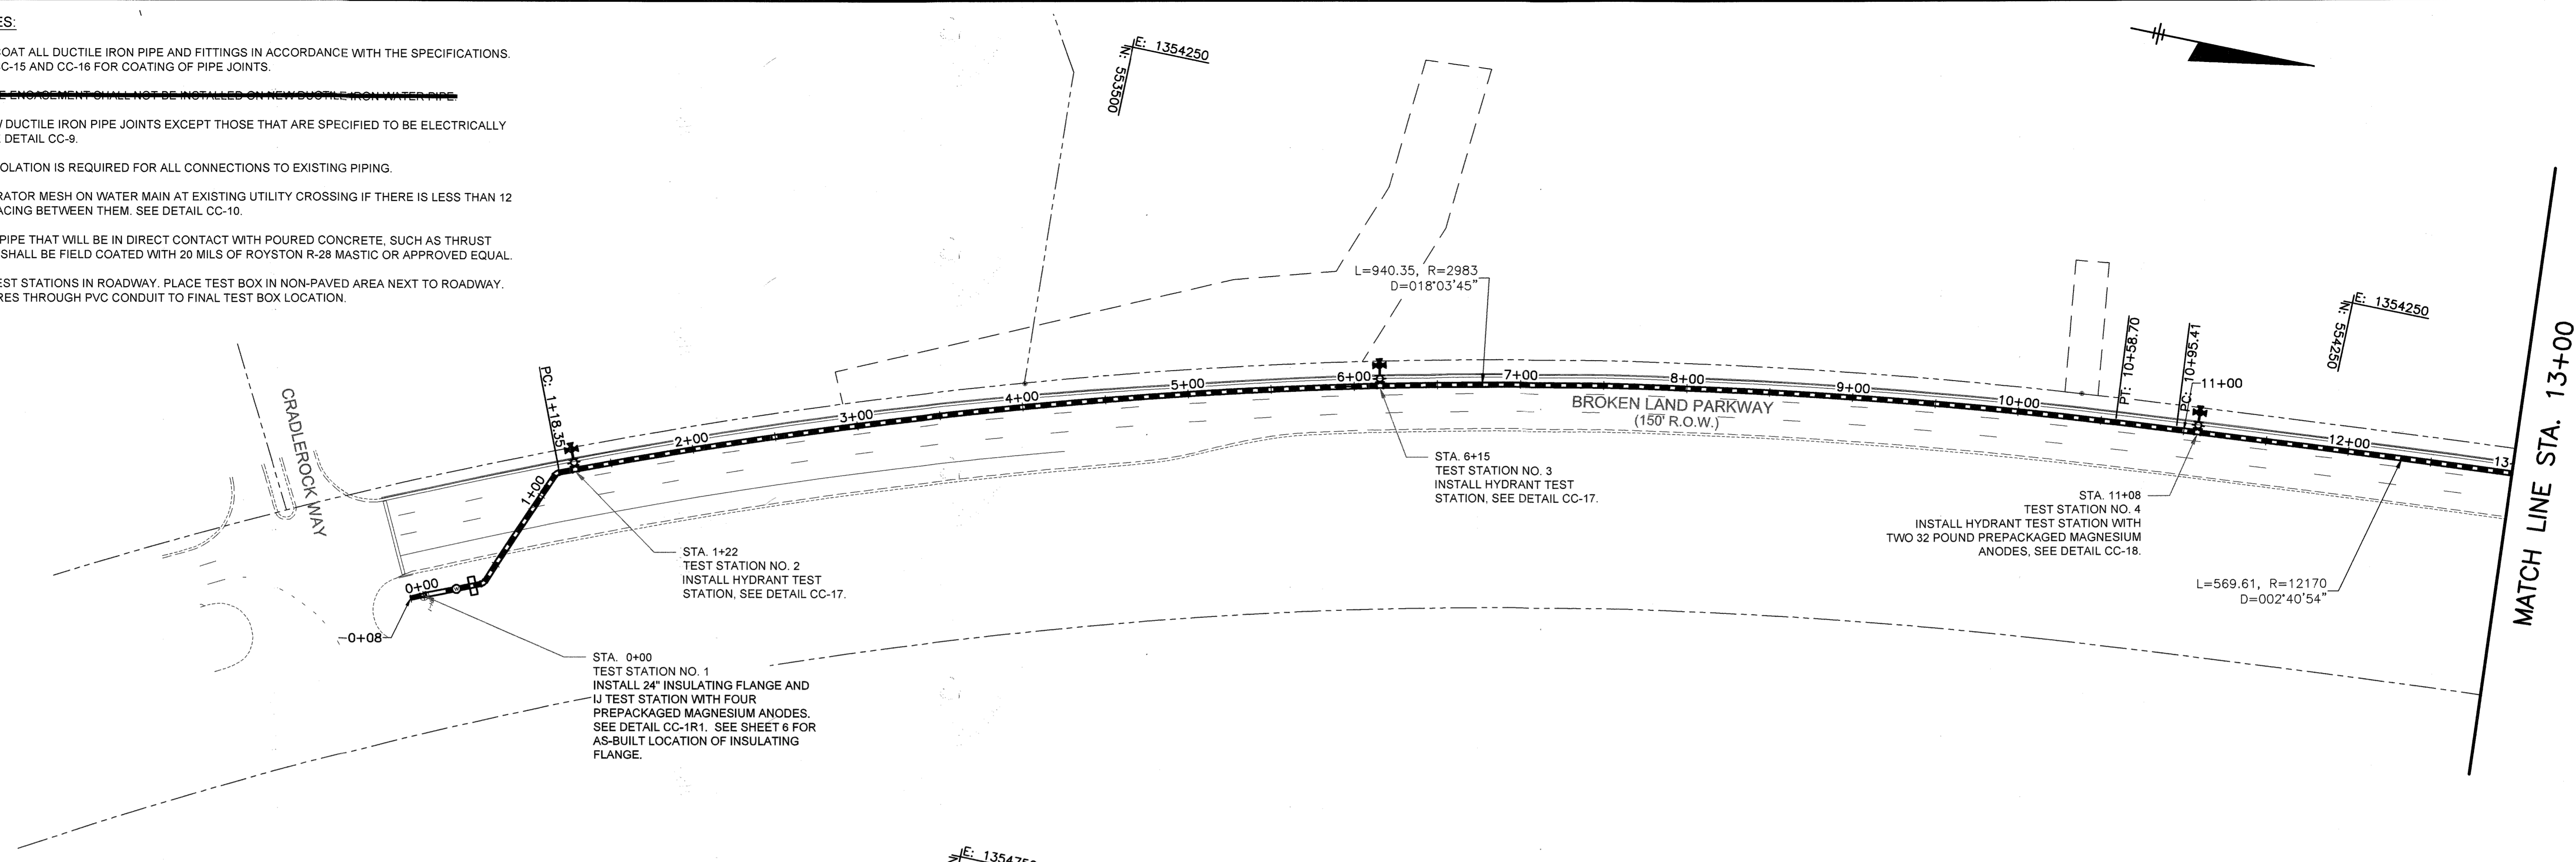 ES:
OAT ALL DUCTILE IRON PIPE AND FITTINGS IN ACCORDANCE WITH THE SPECIFICATIONS.
C-15 AND CC-16 FOR COATING OF PIPE JOINTS.
E ENCASEMENT SHALL NOT BE INSTALLED ON NEW DUCTILE IRON WATER PIPE.
DUCTILE IRON PIPE JOINTS EXCEPT THOSE THAT ARE SPECIFIED TO BE ELECTRICALLY
DETAIL CC-9.
OLATION IS REQUIRED FOR ALL CONNECTIONS TO EXISTING PIPING.
RATOR MESH ON WATER MAIN AT EXISTING UTILITY CROSSING IF THERE IS LESS THAN 12
ACING BETWEEN THEM. SEE DETAIL CC-10.
PIPE THAT WILL BE IN DIRECT CONTACT WITH POURED CONCRETE, SUCH AS THRUST
SHALL BE FIELD COATED WITH 20 MILS OF ROYSTON R-28 MASTIC OR APPROVED EQUAL.
EST STATIONS IN ROADWAY. PLACE TEST BOX IN NON-PAVED AREA NEXT TO ROADWAY.
RES THROUGH PVC CONDUIT TO FINAL TEST BOX LOCATION.
E: 1354250
N: 553500
L=940.35, R=2983
D=018°03'45"
E: 1354250
N: 554250
CRADLEROCK WAY
PC: 1+18.35
PT: 10+58.70
PC: 10+95.41
0+00
1+00
2+00
3+00
4+00
5+00
6+00
7+00
8+00
9+00
10+00
11+00
12+00
13+
BROKEN LAND PARKWAY
(150' R.O.W.)
MATCH LINE STA. 13+00
0+08
W
STA. 0+00
TEST STATION NO. 1
INSTALL 24" INSULATING FLANGE AND
IJ TEST STATION WITH FOUR
PREPACKAGED MAGNESIUM ANODES.
SEE DETAIL CC-1R1. SEE SHEET 6 FOR
AS-BUILT LOCATION OF INSULATING
FLANGE.
STA. 1+22
TEST STATION NO. 2
INSTALL HYDRANT TEST
STATION, SEE DETAIL CC-17.
STA. 6+15
TEST STATION NO. 3
INSTALL HYDRANT TEST
STATION, SEE DETAIL CC-17.
STA. 11+08
TEST STATION NO. 4
INSTALL HYDRANT TEST STATION WITH
TWO 32 POUND PREPACKAGED MAGNESIUM
ANODES, SEE DETAIL CC-18.
L=569.61, R=12170
D=002°40'54"